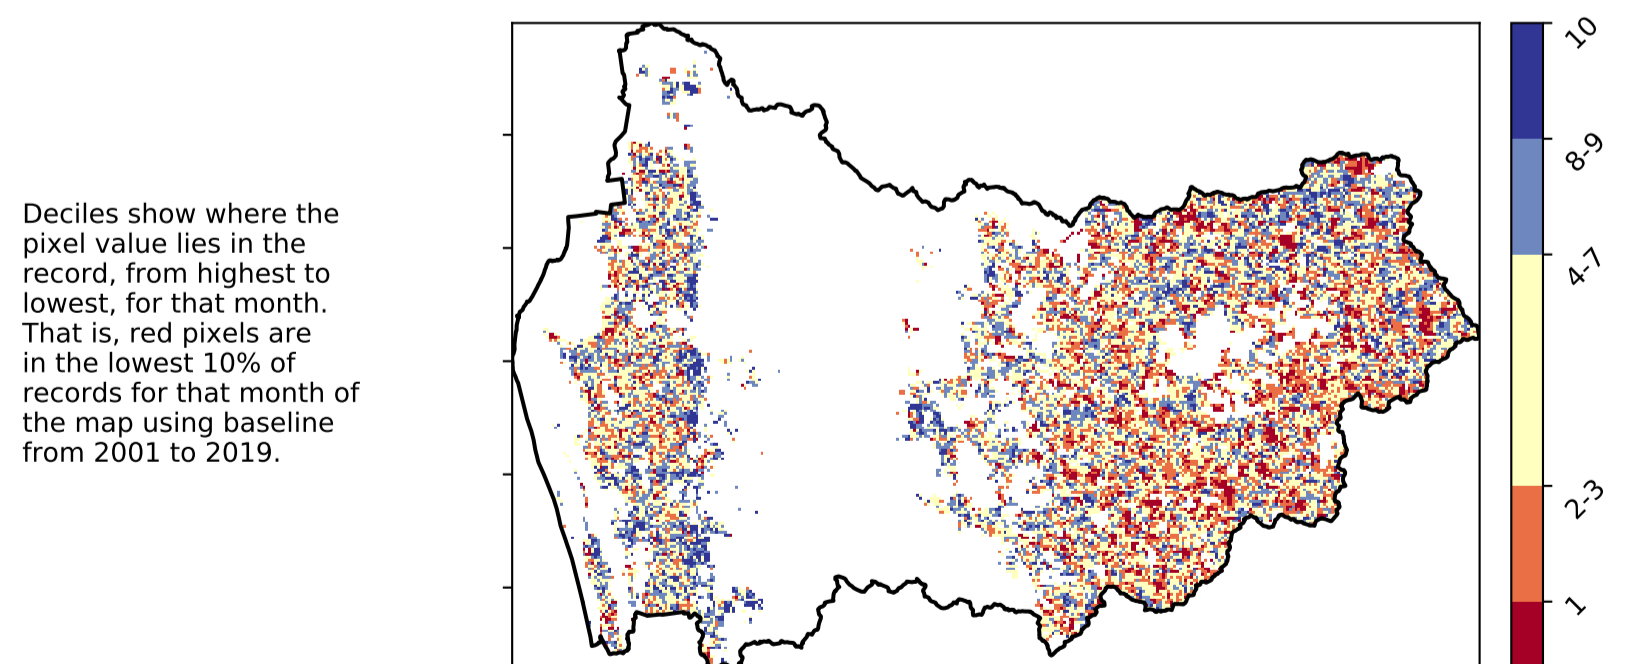 Deciles show where the
pixel value lies in the
record, from highest to
lowest, for that month.
That is, red pixels are
in the lowest 10% of
records for that month of
the map using baseline
from 2001 to 2019.
10
8-9
4-7
2-3
1